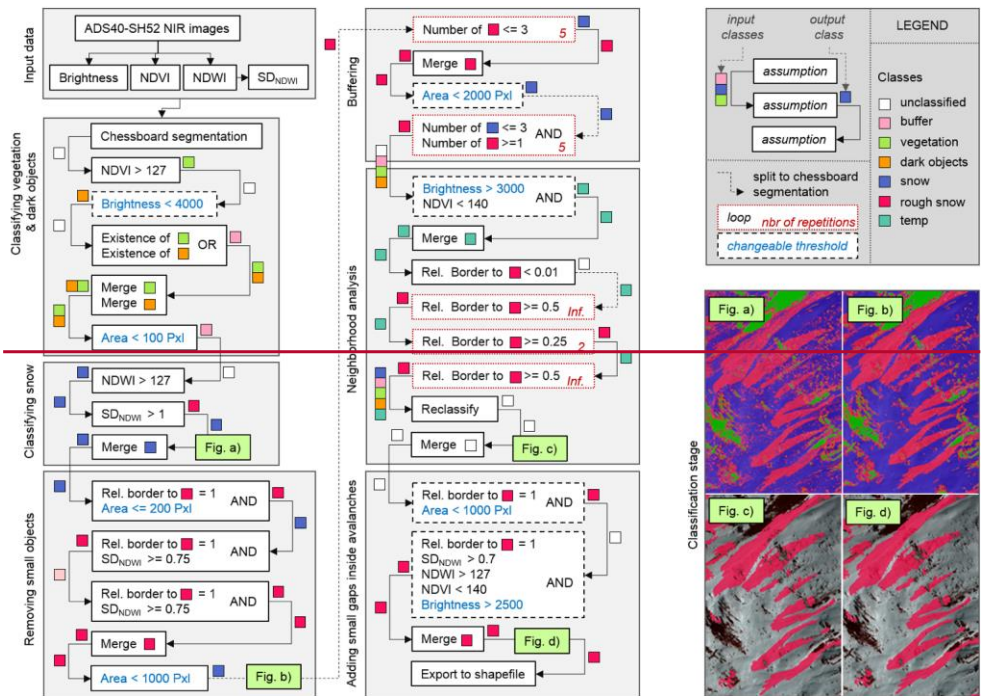 Input data
ADS40-SH52 NIR images
Brightness
NDVI
NDWI
SD_NDWI
Classifying vegetation
& dark objects
Chessboard segmentation
NDVI > 127
Brightness < 4000
Existence of
Existence of
OR
Merge
Merge
Area < 100 Pxl
Classifying snow
NDWI > 127
SD_NDWI > 1
Merge
Fig. a)
Removing small objects
Rel. border to = 1
Area <= 200 Pxl
AND
Rel. border to = 1
SD_NDWI >= 0.75
AND
Rel. border to = 1
SD_NDWI >= 0.75
AND
Merge
Area < 1000 Pxl
Fig. b)
Buffering
Number of <= 3 5
Merge
Area < 2000 Pxl
Number of <= 3
Number of >=1
AND
5
Neighborhood analysis
Brightness > 3000
NDVI < 140
AND
Merge
Rel. Border to < 0.01
Rel. Border to >= 0.5 Inf.
Rel. Border to >= 0.25 2
Rel. Border to >= 0.5 Inf.
Reclassify
Merge
Fig. c)
Adding small gaps inside avalanches
Rel. border to = 1
Area < 1000 Pxl
AND
Rel. border to = 1
SD_NDWI > 0.7
NDWI > 127
NDVI < 140
Brightness > 2500
AND
Merge
Fig. d)
Export to shapefile
input
classes
output
class
assumption
assumption
assumption
split to chessboard
segmentation
loop nbr of repetitions
changeable threshold
LEGEND
Classes
unclassified
buffer
vegetation
dark objects
snow
rough snow
temp
Classification stage
Fig. a)
Fig. b)
Fig. c)
Fig. d)